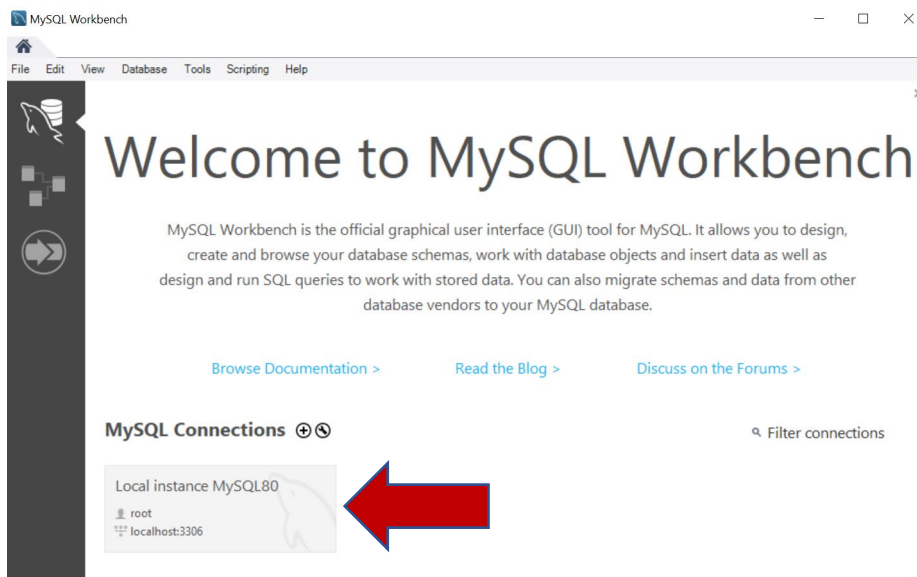 MySQL Workbench
File Edit View Database Tools Scripting Help
Welcome to MySQL Workbench
MySQL Workbench is the official graphical user interface (GUI) tool for MySQL. It allows you to design,
create and browse your database schemas, work with database objects and insert data as well as
design and run SQL queries to work with stored data. You can also migrate schemas and data from other
database vendors to your MySQL database.
Browse Documentation > Read the Blog > Discuss on the Forums >
MySQL Connections Filter connections
Local instance MySQL80
root
localhost:3306